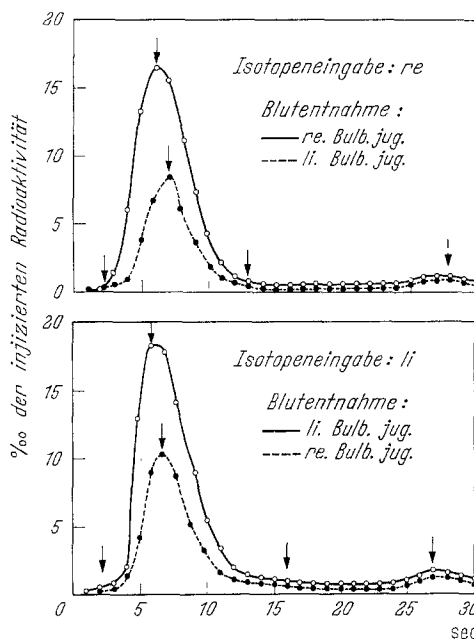 ‰ der injizierten Radioaktivität
20
15
10
5
0
Isotopeneingabe: re
Blutentnahme:
re. Bulb. jug.
li. Bulb. jug.
20
15
10
5
Isotopeneingabe: li
Blutentnahme:
li. Bulb. jug.
re. Bulb. jug.
0 5 10 15 20 25 30
sec